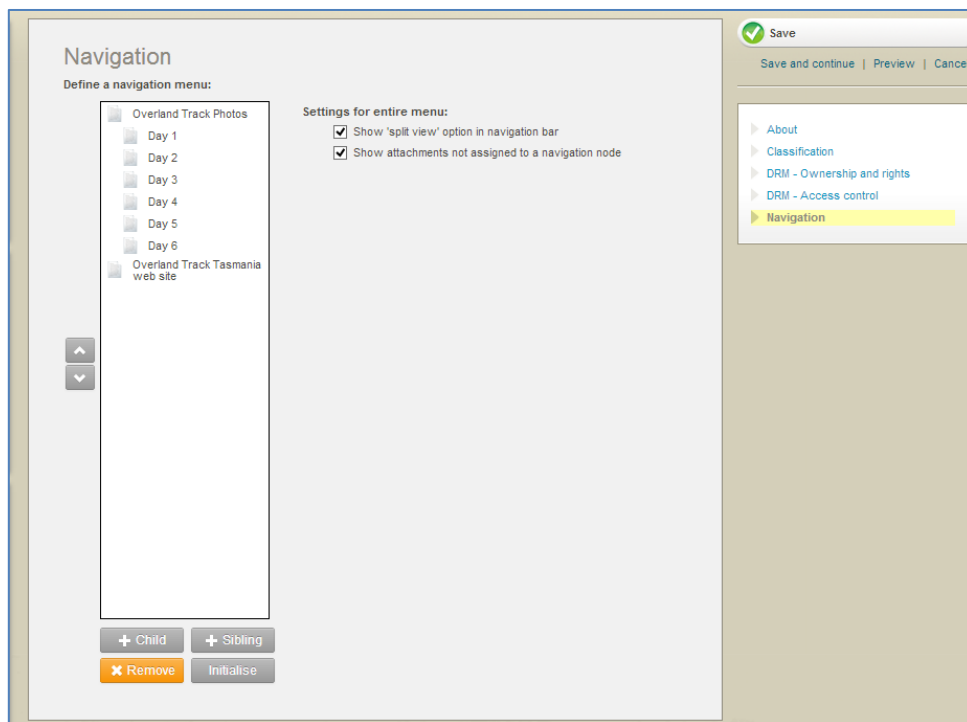 Navigation
Define a navigation menu:
Overland Track Photos
Day 1
Day 2
Day 3
Day 4
Day 5
Day 6
Overland Track Tasmania
web site
Child
Sibling
Remove
Initialise
Settings for entire menu:
Show 'split view' option in navigation bar
Show attachments not assigned to a navigation node
Save
Save and continue | Preview | Cance
About
Classification
DRM - Ownership and rights
DRM - Access control
Navigation